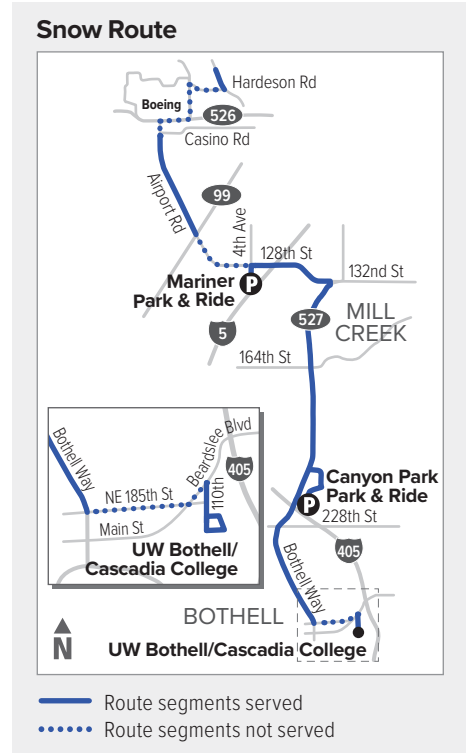 Snow Route
Hardeson Rd
Boeing
526
Casino Rd
Airport Rd
99
4th Ave
128th St
132nd St
Mariner
Park & Ride
P
527
MILL
CREEK
5
164th St
Bothell Way
Beardslee Blvd
405
NE 185th St
110th
Main St
UW Bothell/
Cascadia College
Canyon Park
Park & Ride
P
228th St
405
Bothell Way
BOTHELL
N
UW Bothell/Cascadia College
Route segments served
Route segments not served